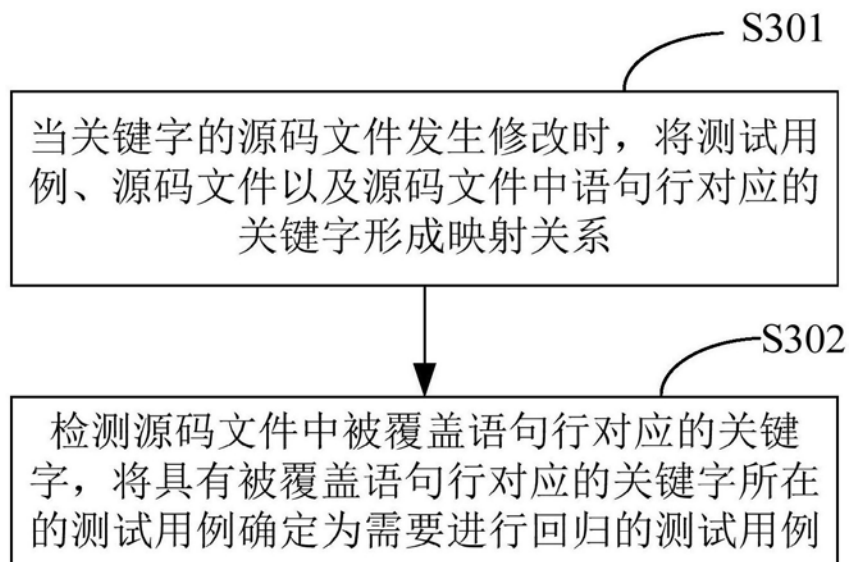 S301
当关键字的源码文件发生修改时，将测试用
例、源码文件以及源码文件中语句行对应的
关键字形成映射关系
S302
检测源码文件中被覆盖语句行对应的关键
字，将具有被覆盖语句行对应的关键字所在
的测试用例确定为需要进行回归的测试用例